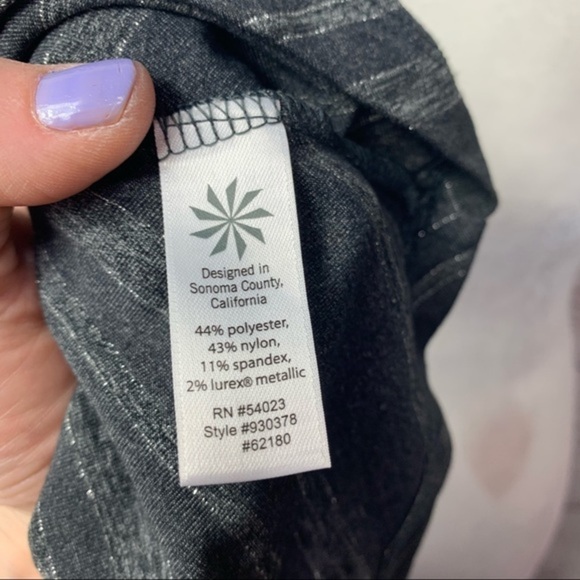 Designed in
Sonoma County,
California
44% polyester,
43% nylon,
11% spandex,
2% lurex® metallic
RN #54023
Style #930378
#62180